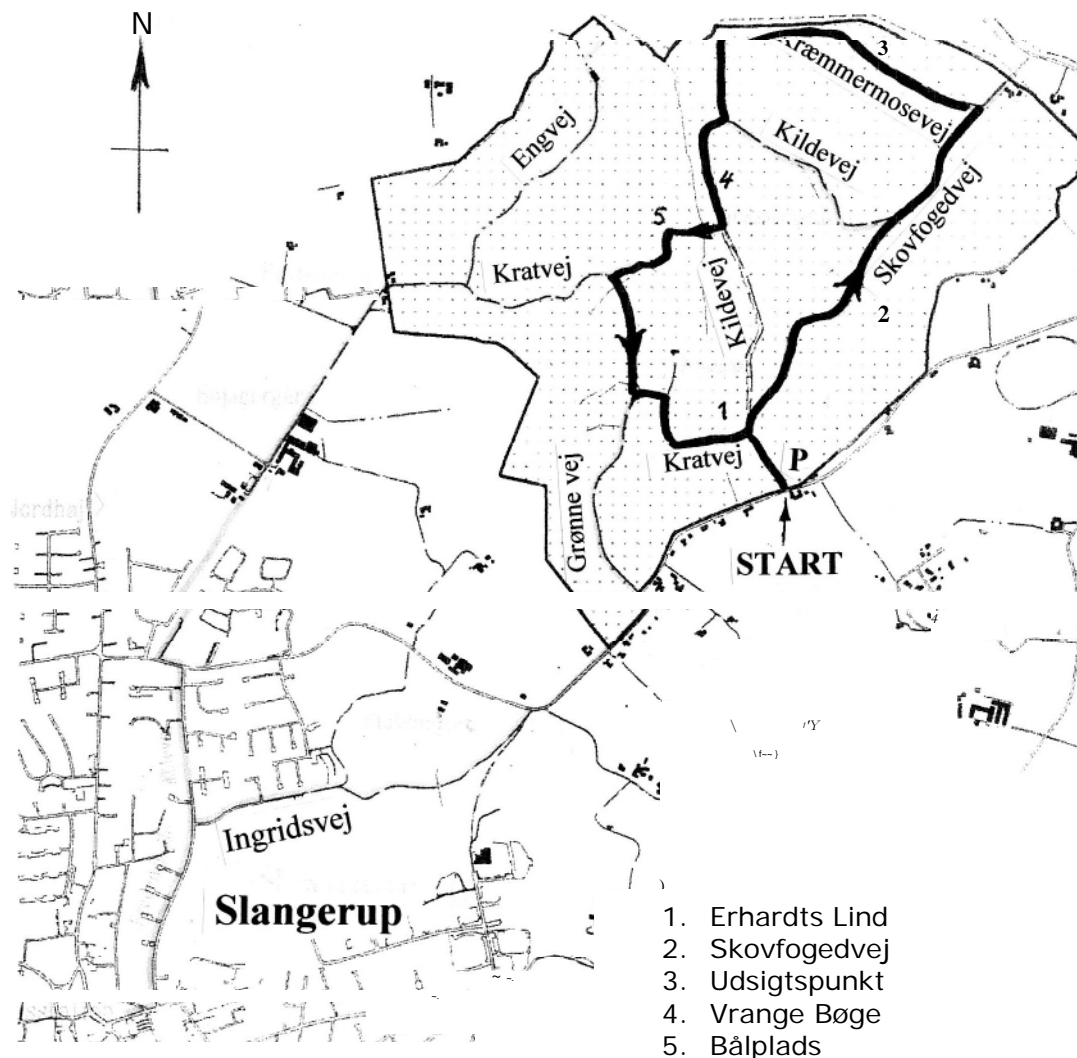 N
3
Kræmmermosevej
Engvej
Kildevej
4
5
Skovfogedvej
Kratvej
Kildevej
2
1
Kratvej
P
Grønne vej
START
Ingridsvej
Slangerup
1. Erhardts Lind
2. Skovfogedvej
3. Udsigtspunkt
4. Vrange Bøge
5. Bålplads